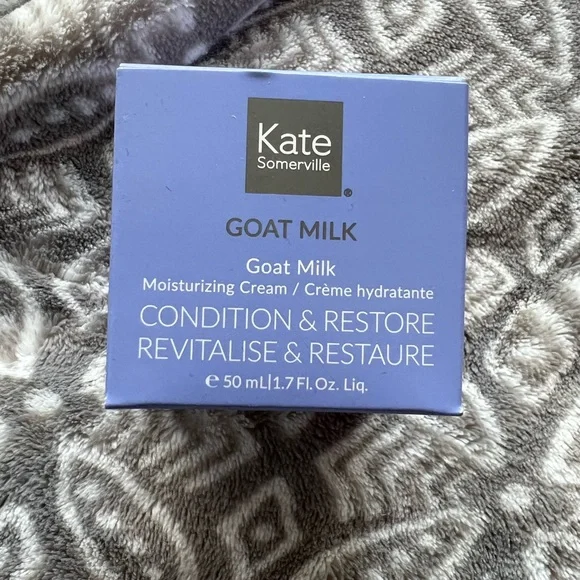 Kate
Somerville
®
GOAT MILK
Goat Milk
Moisturizing Cream / Crème hydratante
CONDITION & RESTORE
REVITALISE & RESTAURE
℮ 50 mL|1.7 Fl. Oz. Liq.